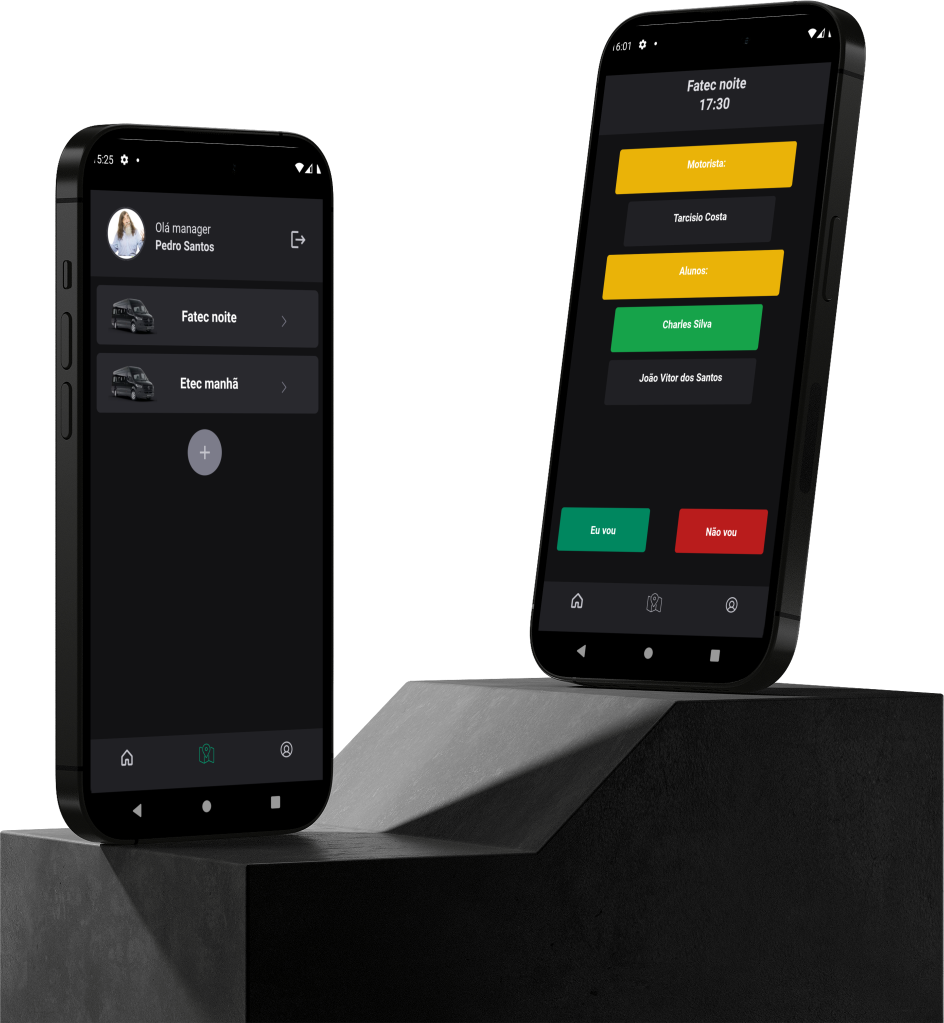 5:25
Olá manager
Pedro Santos
Fatec noite
Etec manhã
+
6:01
Fatec noite
17:30
Motorista:
Tarcisio Costa
Alunos:
Charles Silva
João Vitor dos Santos
Eu vou
Não vou